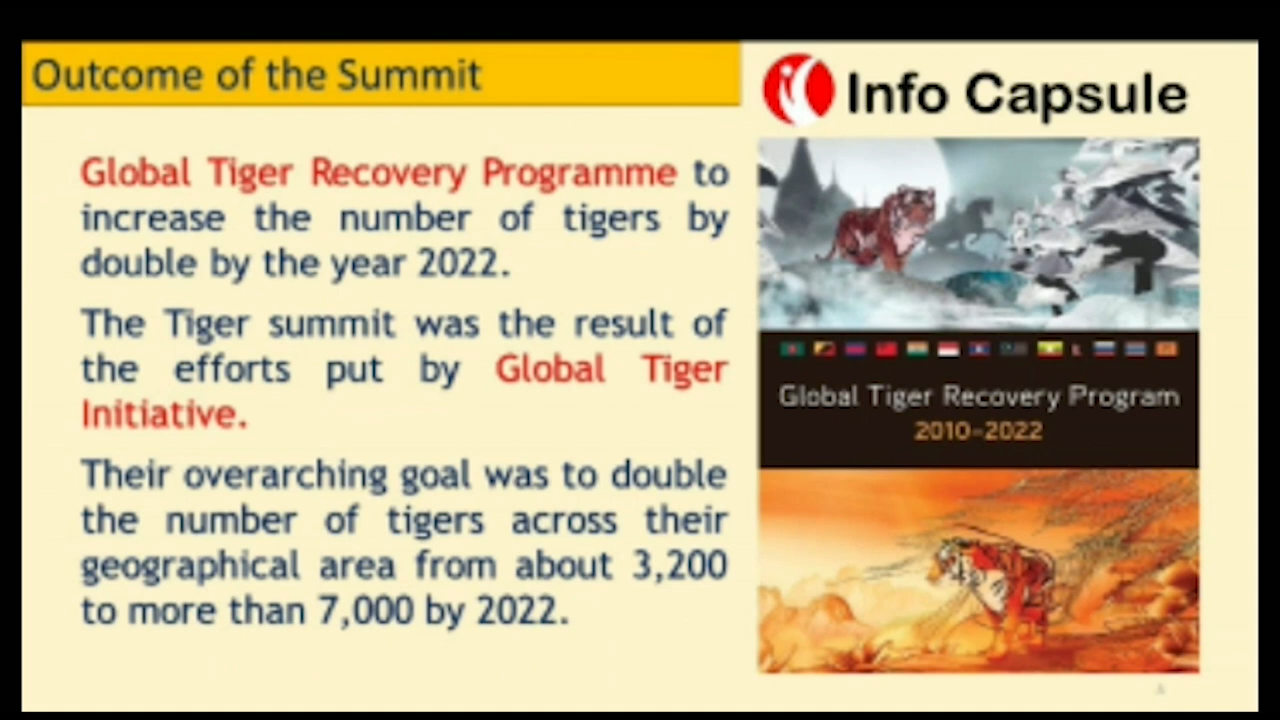 Outcome of the Summit
Info Capsule
Global Tiger Recovery Programme to
increase the number of tigers by
double by the year 2022.
The Tiger summit was the result of
the efforts put by Global Tiger
Initiative.
Their overarching goal was to double
the number of tigers across their
geographical area from about 3,200
to more than 7,000 by 2022.
Global Tiger Recovery Program
2010-2022